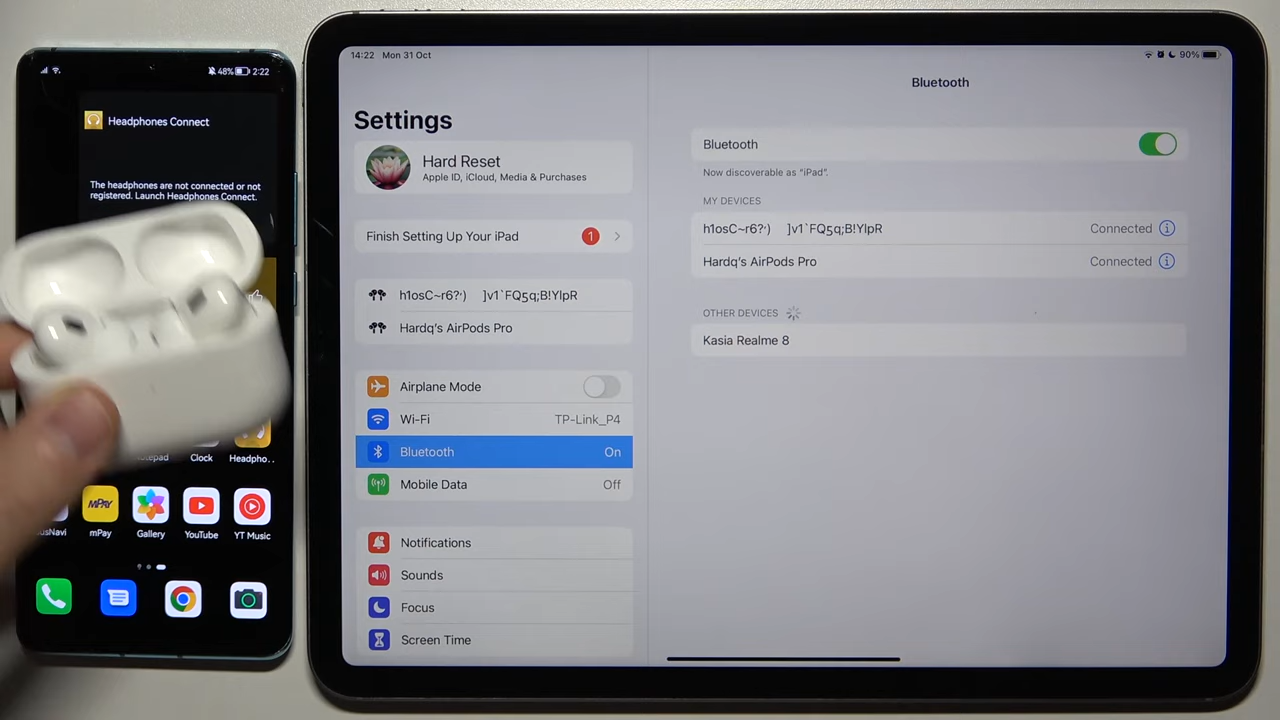 48% 2:22
Headphones Connect
The headphones are not connected or not
registered. Launch Headphones Connect.
Clock
Headpho..
mPay
Gallery
YouTube
YT Music
14:22 Mon 31 Oct
90%
Settings
Hard Reset
Apple ID, iCloud, Media & Purchases
Finish Setting Up Your iPad
1
h1osC~r6?·) ]v1`FQ5q;B!YlpR
Hardq's AirPods Pro
Airplane Mode
Wi-Fi TP-Link_P4
Bluetooth On
Mobile Data Off
Notifications
Sounds
Focus
Screen Time
Bluetooth
Bluetooth
Now discoverable as “iPad”.
MY DEVICES
h1osC~r6?·) ]v1`FQ5q;B!YlpR Connected
Hardq's AirPods Pro Connected
OTHER DEVICES
Kasia Realme 8